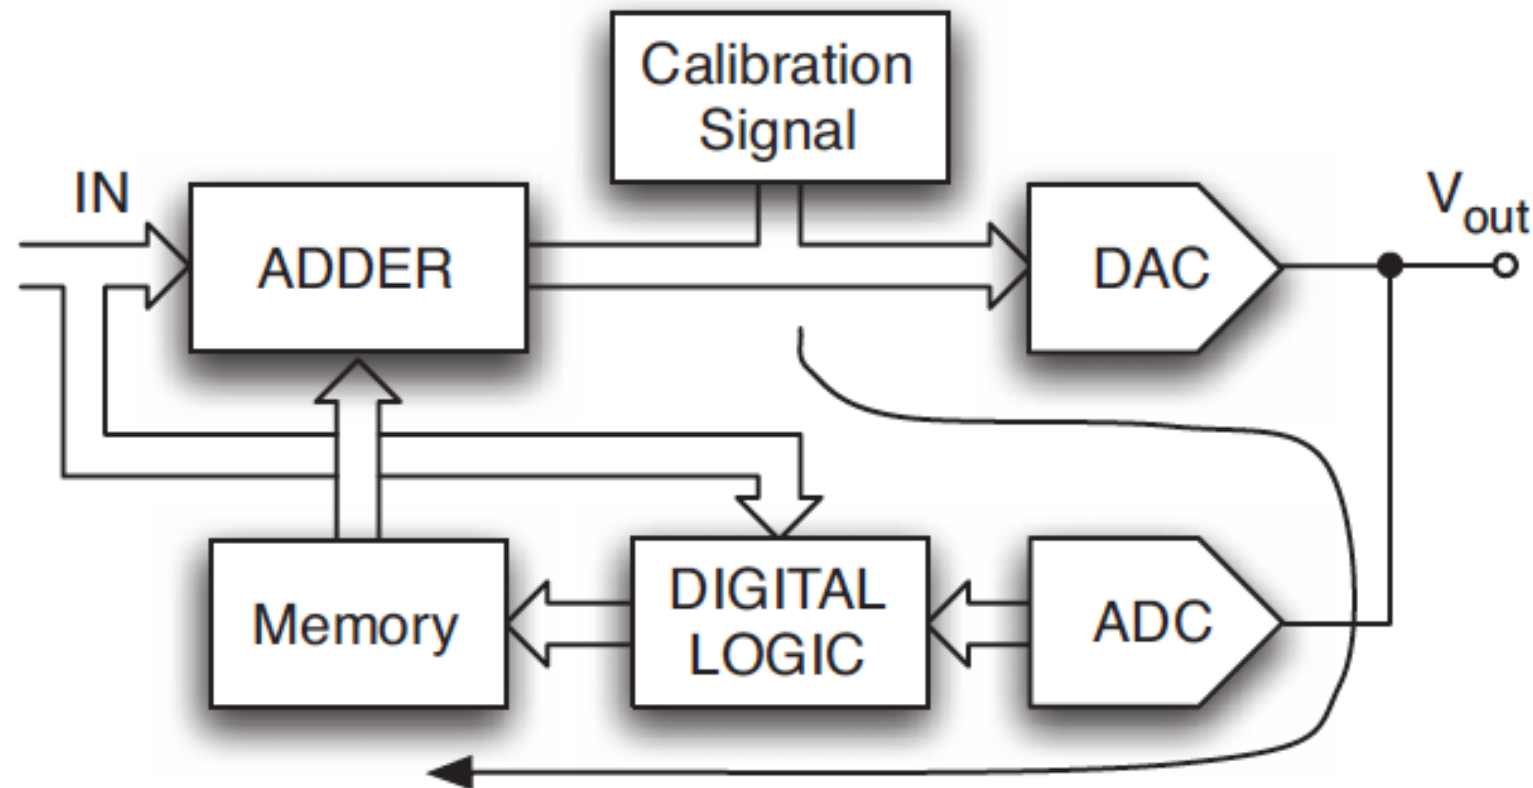 Calibration
Signal
IN
ADDER
DAC
Vout
Memory
DIGITAL
LOGIC
ADC